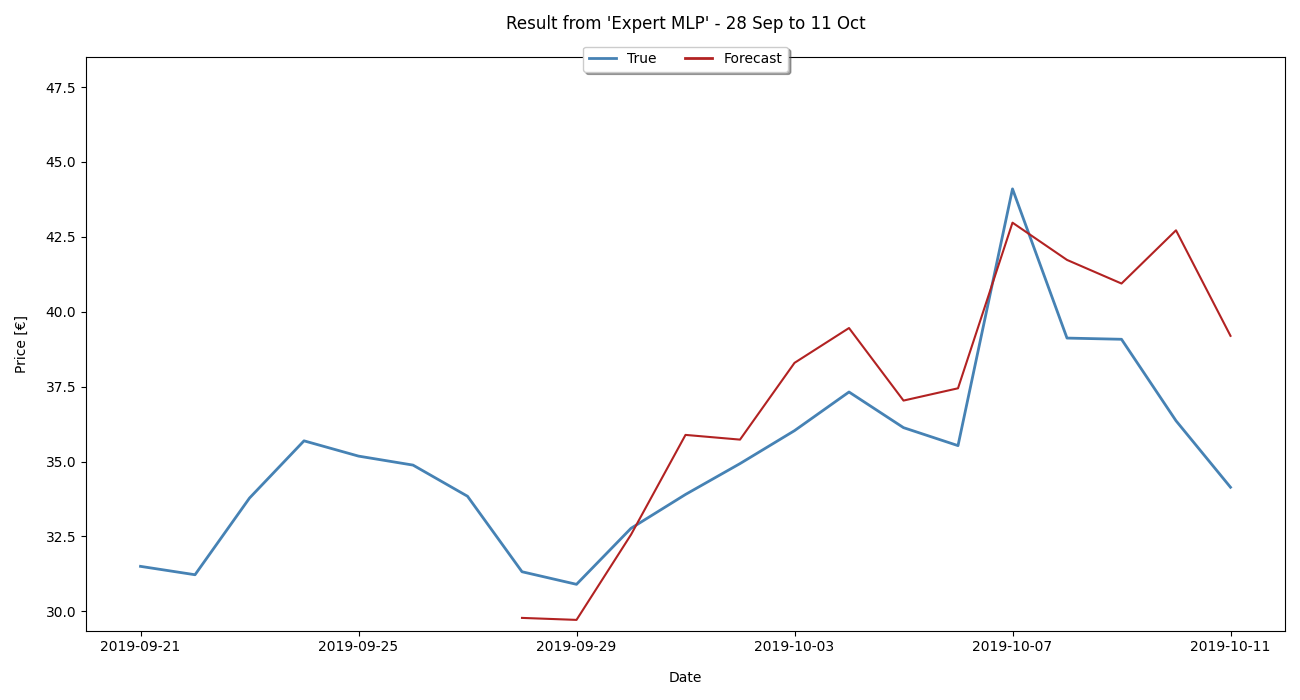 Result from 'Expert MLP' - 28 Sep to 11 Oct
True Forecast
47.5
45.0
42.5
40.0
37.5
35.0
32.5
30.0
Price [€]
2019-09-21 2019-09-25 2019-09-29 2019-10-03 2019-10-07 2019-10-11
Date